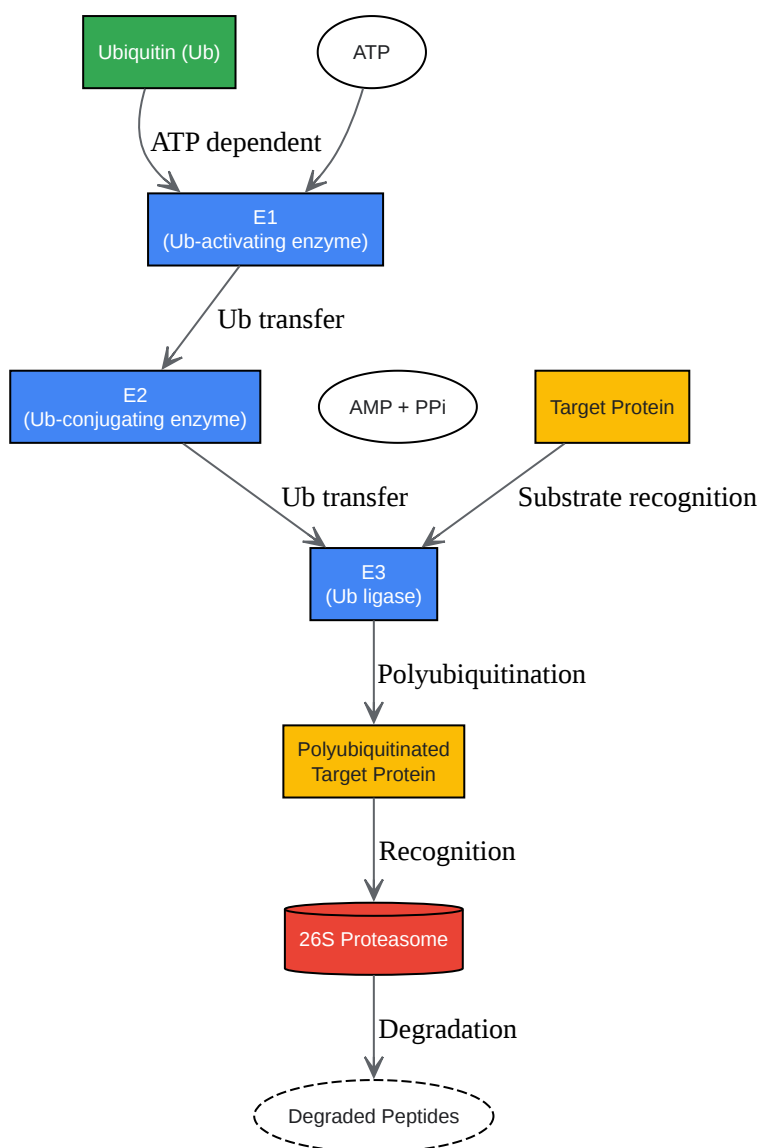 Ubiquitin (Ub)
ATP
ATP dependent
E1
(Ub-activating enzyme)
Ub transfer
E2
(Ub-conjugating enzyme)
AMP + PPi
Target Protein
Ub transfer
Substrate recognition
E3
(Ub ligase)
Polyubiquitination
Polyubiquitinated
Target Protein
Recognition
26S Proteasome
Degradation
Degraded Peptides